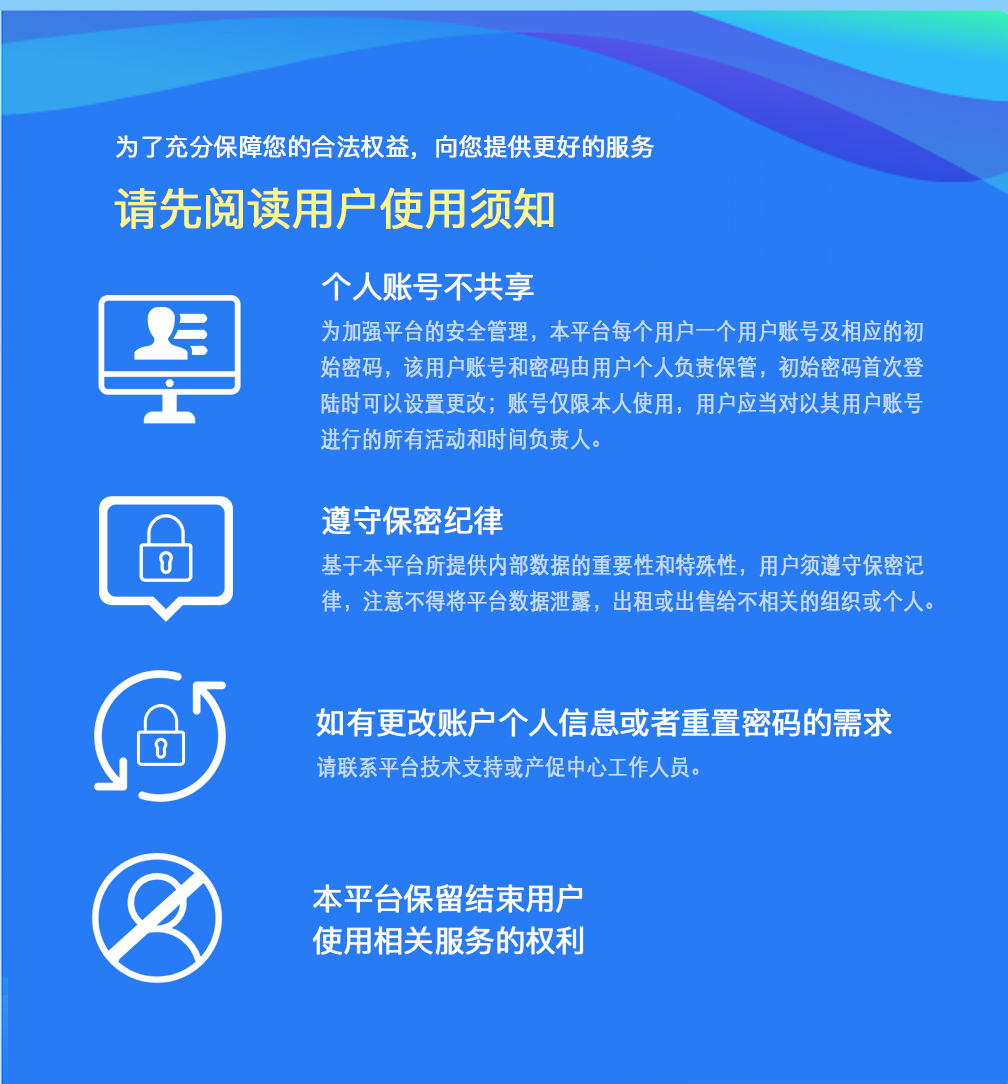 为了充分保障您的合法权益，向您提供更好的服务
请先阅读用户使用须知
个人账号不共享
为加强平台的安全管理，本平台每个用户一个用户账号及相应的初
始密码，该用户账号和密码由用户个人负责保管，初始密码首次登
陆时可以设置更改；账号仅限本人使用，用户应当对以其用户账号
进行的所有活动和时间负责人。
遵守保密纪律
基于本平台所提供内部数据的重要性和特殊性，用户须遵守保密记
律，注意不得将平台数据泄露，出租或出售给不相关的组织或个人。
如有更改账户个人信息或者重置密码的需求
请联系平台技术支持或产促中心工作人员。
本平台保留结束用户
使用相关服务的权利